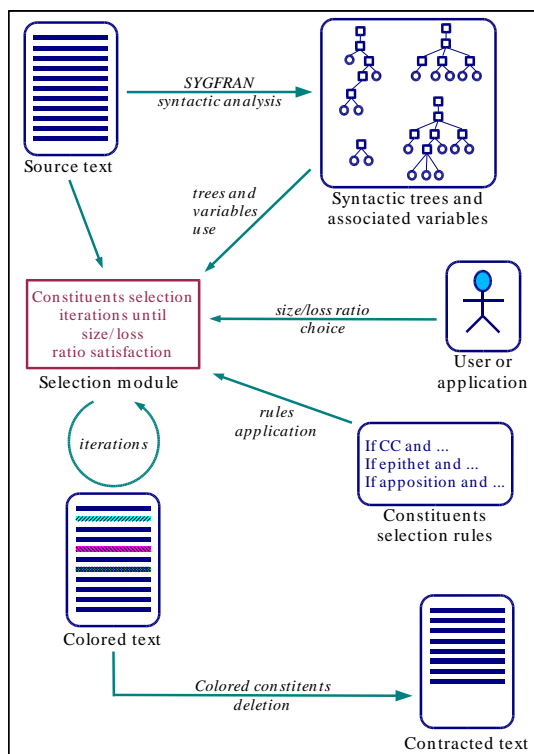 SYGFRAN
syntactic analysis
Source text
trees and
variables
use
Syntactic trees and
associated variables
Constituents selection
iterations until
size/loss
ratio satisfaction
Selection module
size/loss ratio
choice
User or
application
rules
application
If CC and ...
If epithet and ...
If apposition and ...
Constituents
selection rules
iterations
Colored text
Colored constitents
deletion
Contracted text